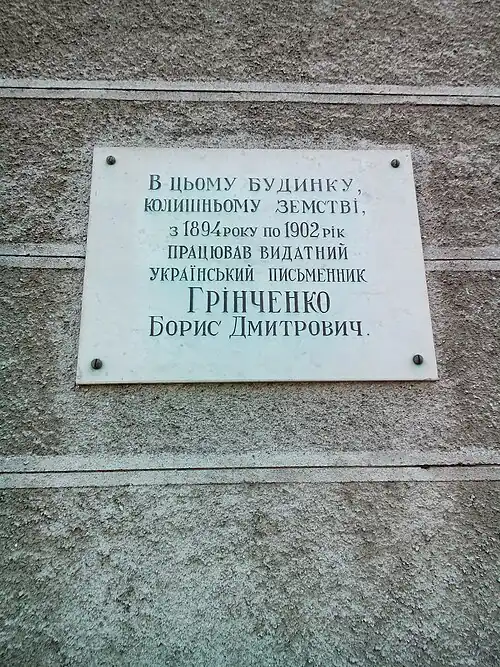 В ЦЬОМУ БУДИНКУ,
КОЛИШНЬОМУ ЗЕМСТВІ,
З 1894 РОКУ ПО 1902 РІК
ПРАЦЮВАВ ВИДАТНИЙ
УКРАЇНСЬКИЙ ПИСЬМЕННИК
ГРІНЧЕНКО
БОРИС ДМИТРОВИЧ.